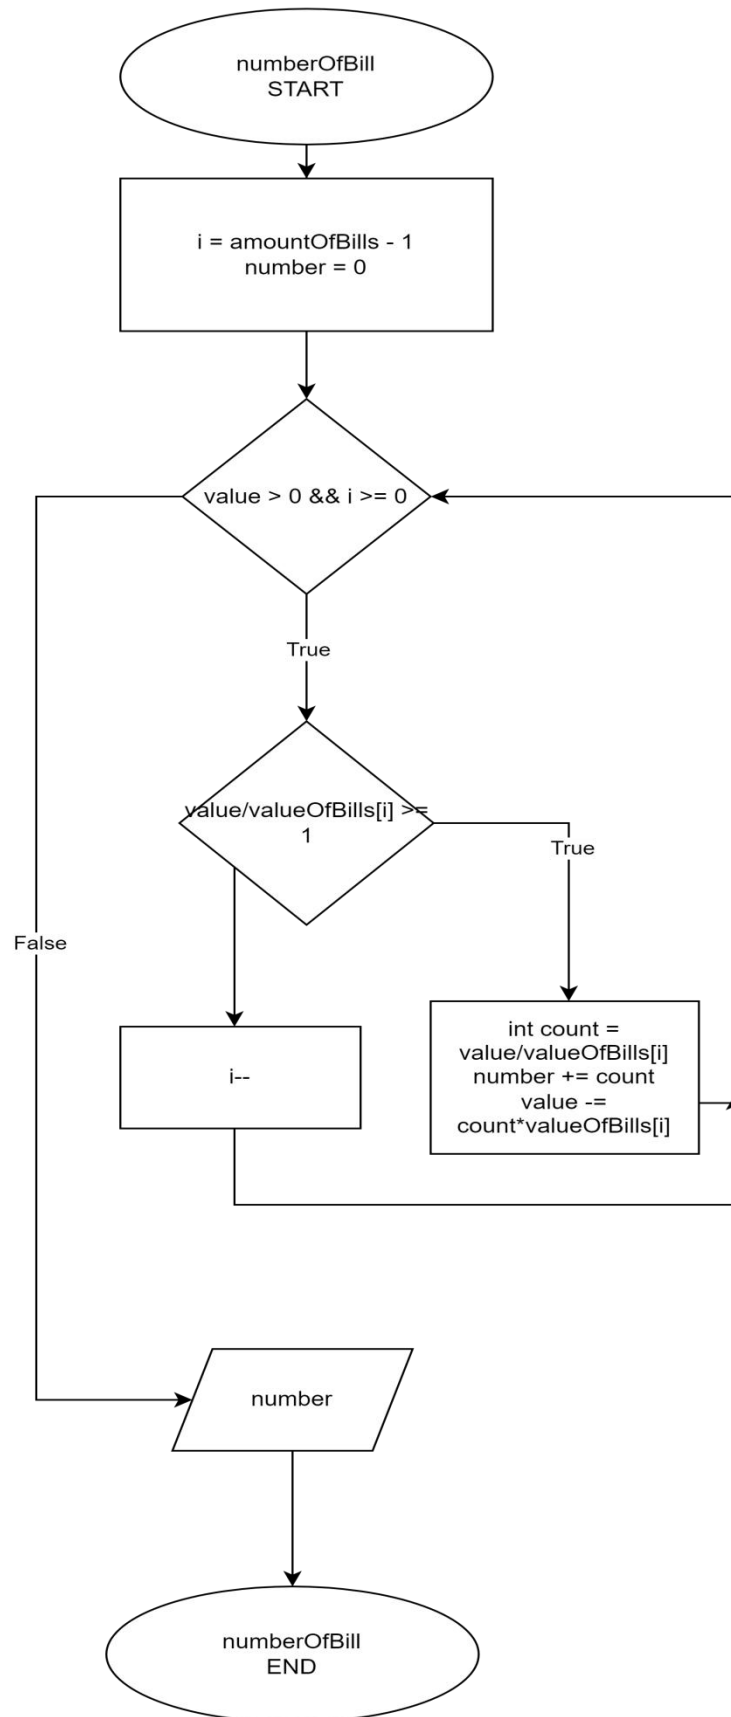 numberOfBill
START
i = amountOfBills - 1
number = 0
value > 0 && i >= 0
True
value/valueOfBills[i] >=
1
True
False
int count =
value/valueOfBills[i]
number += count
value -=
count*valueOfBills[i]
i--
number
numberOfBill
END